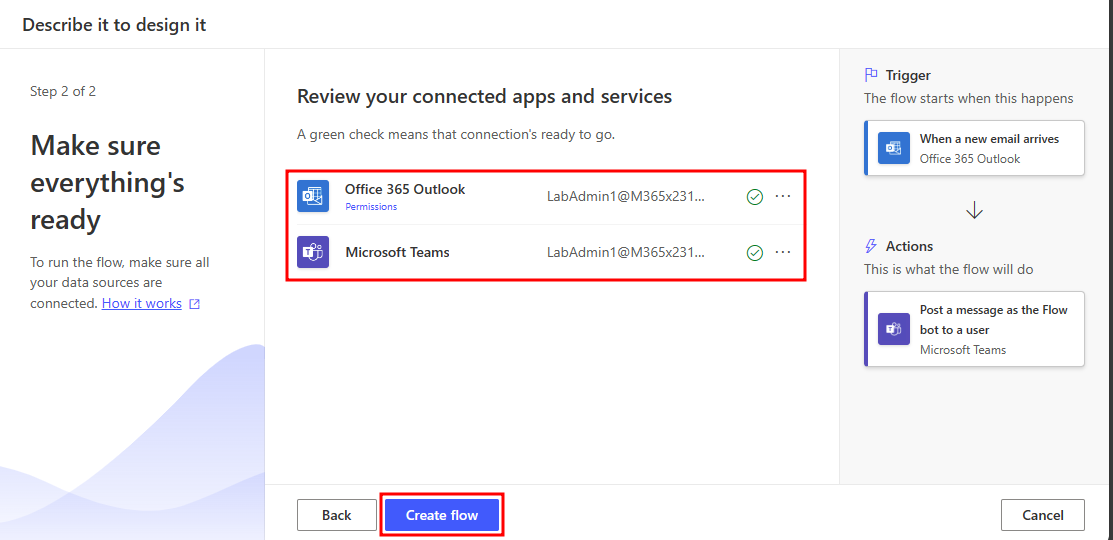 Describe it to design it
Step 2 of 2
Make sure
everything's
ready
To run the flow, make sure all
your data sources are
connected. How it works
Review your connected apps and services
A green check means that connection's ready to go.
Office 365 Outlook
Permissions
LabAdmin1@M365x231...
Microsoft Teams
LabAdmin1@M365x231...
Back
Create flow
Trigger
The flow starts when this happens
When a new email arrives
Office 365 Outlook
Actions
This is what the flow will do
Post a message as the Flow
bot to a user
Microsoft Teams
Cancel